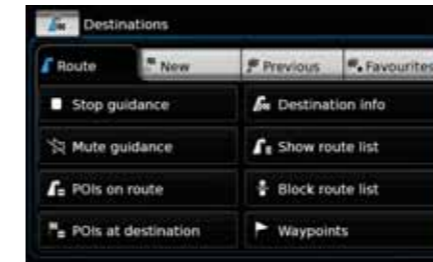 Destinations
Route New Previous Favourites
Stop guidance Destination info
Mute guidance Show route list
POIs on route Block route list
POIs at destination Waypoints